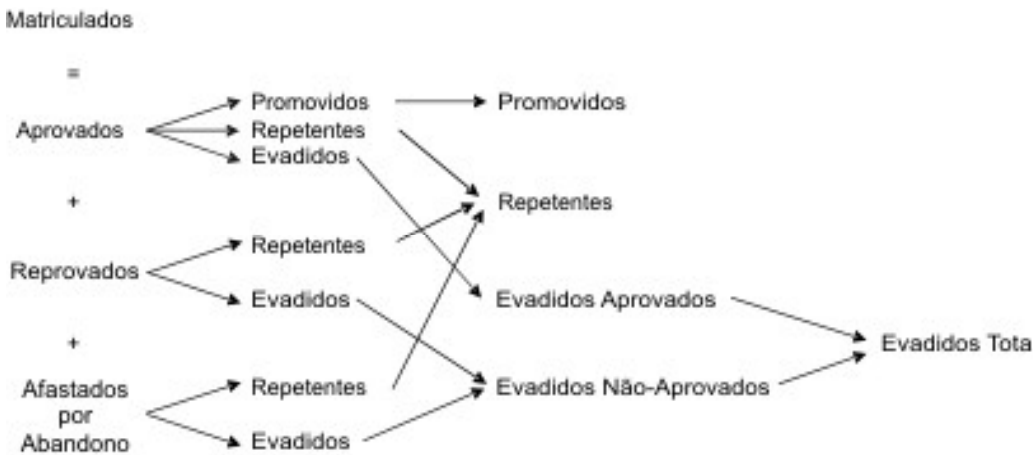 Matriculados
=
Aprovados
Promovidos
Promovidos
Repetentes
Evadidos
+
Repetentes
Reprovados
Repetentes
Evadidos
Evadidos Aprovados
+
Evadidos Tota
Afastados
por
Abandono
Repetentes
Evadidos Não-Aprovados
Evadidos